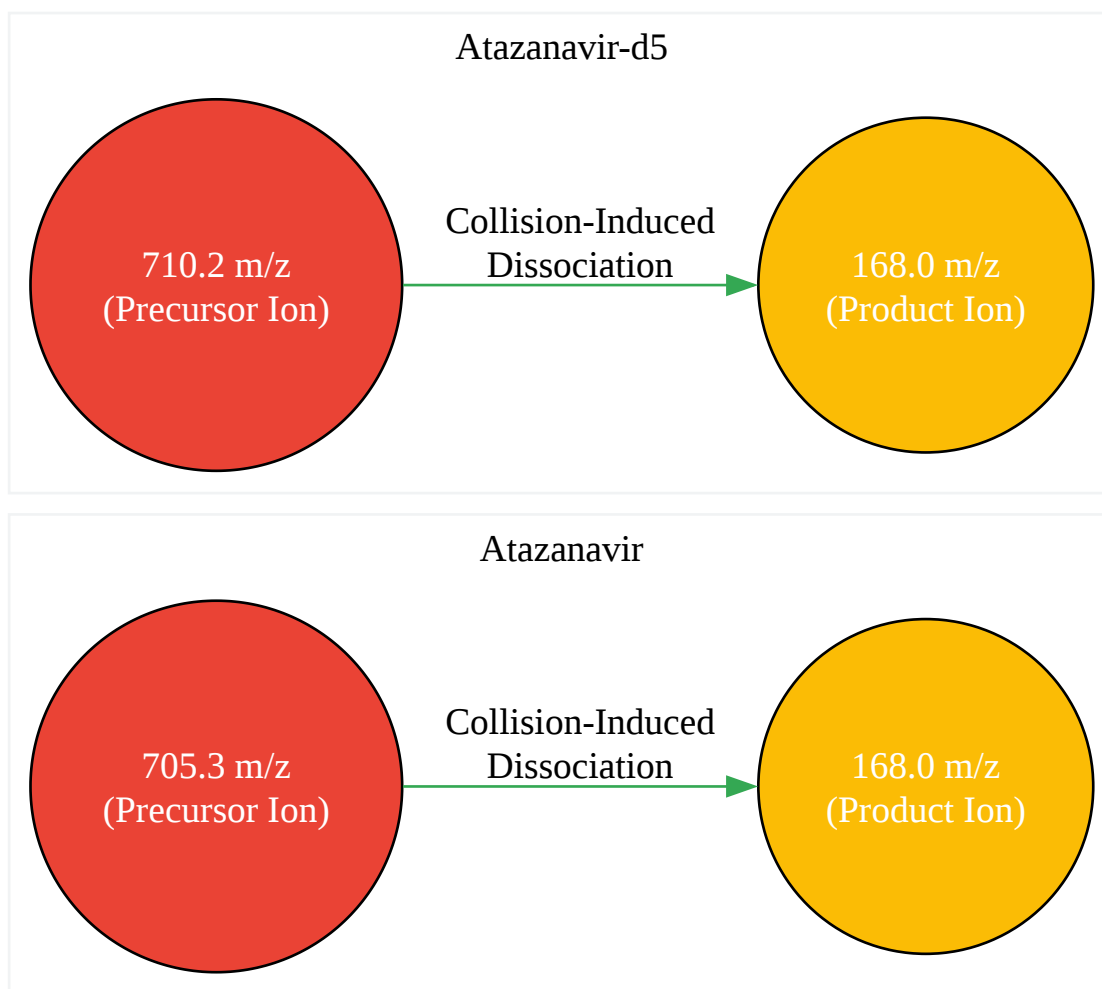 Atazanavir-d5
710.2 m/z
(Precursor Ion)
Collision-Induced
Dissociation
168.0 m/z
(Product Ion)
Atazanavir
705.3 m/z
(Precursor Ion)
Collision-Induced
Dissociation
168.0 m/z
(Product Ion)